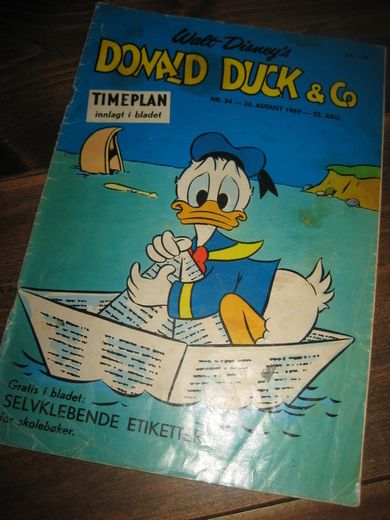 Walt Disney's
DONALD DUCK & Co
TIMEPLAN
innlagt i bladet
NR. 34 — 20. AUGUST 1969 — 22. ÅRG.
Gratis i bladet:
SELVKLEBENDE ETIKETTER
for skolebøker.